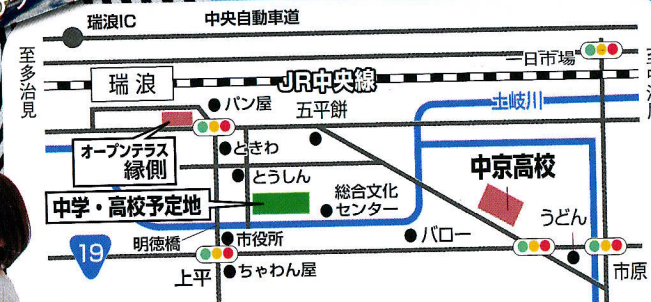 瑞浪IC
中央自動車道
至多治見
一日市場
瑞浪
JR中央線
パン屋
五平餅
土岐川
オープンテラス
縁側
ときわ
とうしん
中京高校
中学・高校予定地
総合文化
センター
うどん
明徳橋
市役所
バロー
19
上平
ちゃわん屋
市原